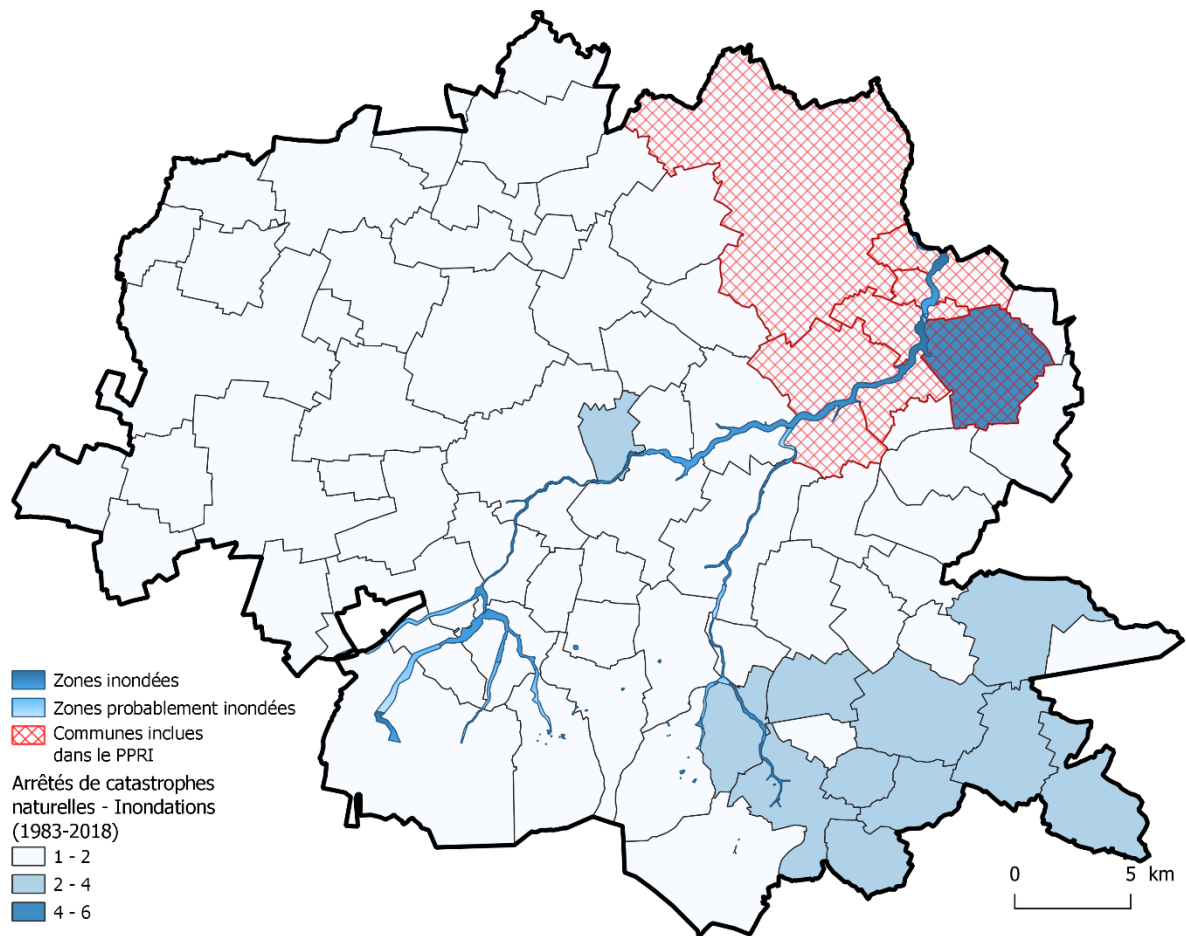 Zones inondées
Zones probablement inondées
Communes inclues
dans le PPRI
Arrêtés de catastrophes
naturelles - Inondations
(1983-2018)
1 - 2
2 - 4
4 - 6
0 5 km